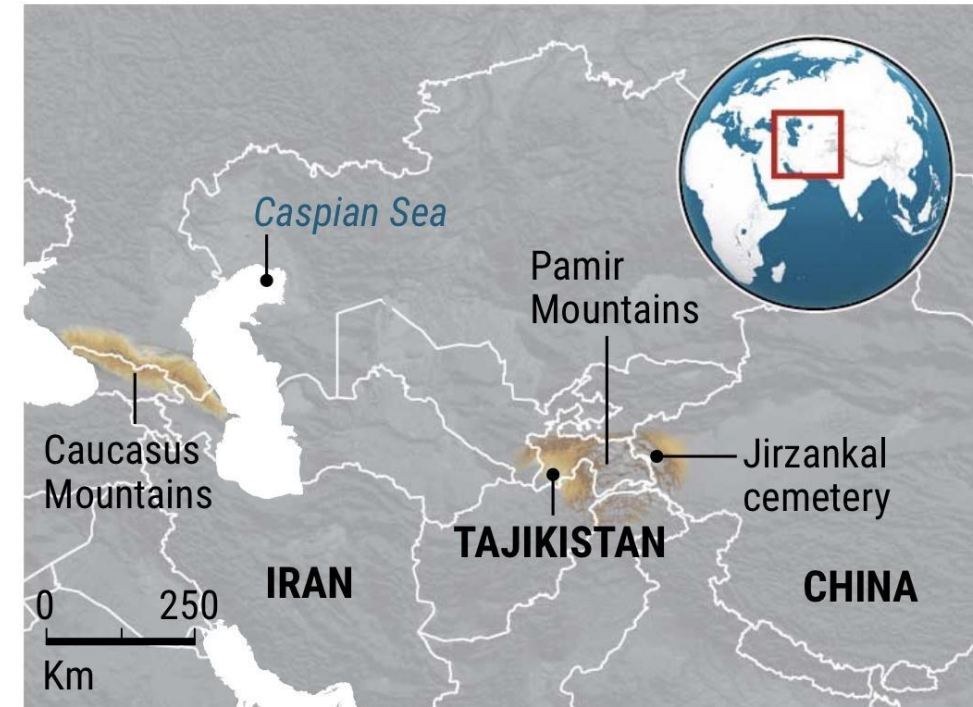 Caspian Sea
Pamir
Mountains
Caucasus
Mountains
Jirzankal
cemetery
TAJIKISTAN
IRAN
CHINA
0 250
Km